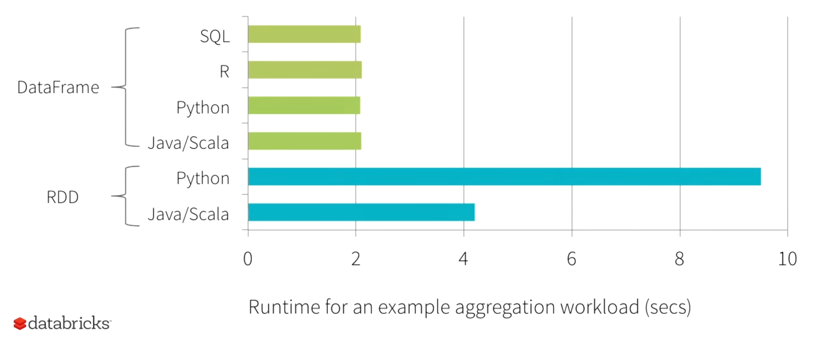 SQL
R
DataFrame
Python
Java/Scala
Python
RDD
Java/Scala
0 2 4 6 8 10
Runtime for an example aggregation workload (secs)
databricks